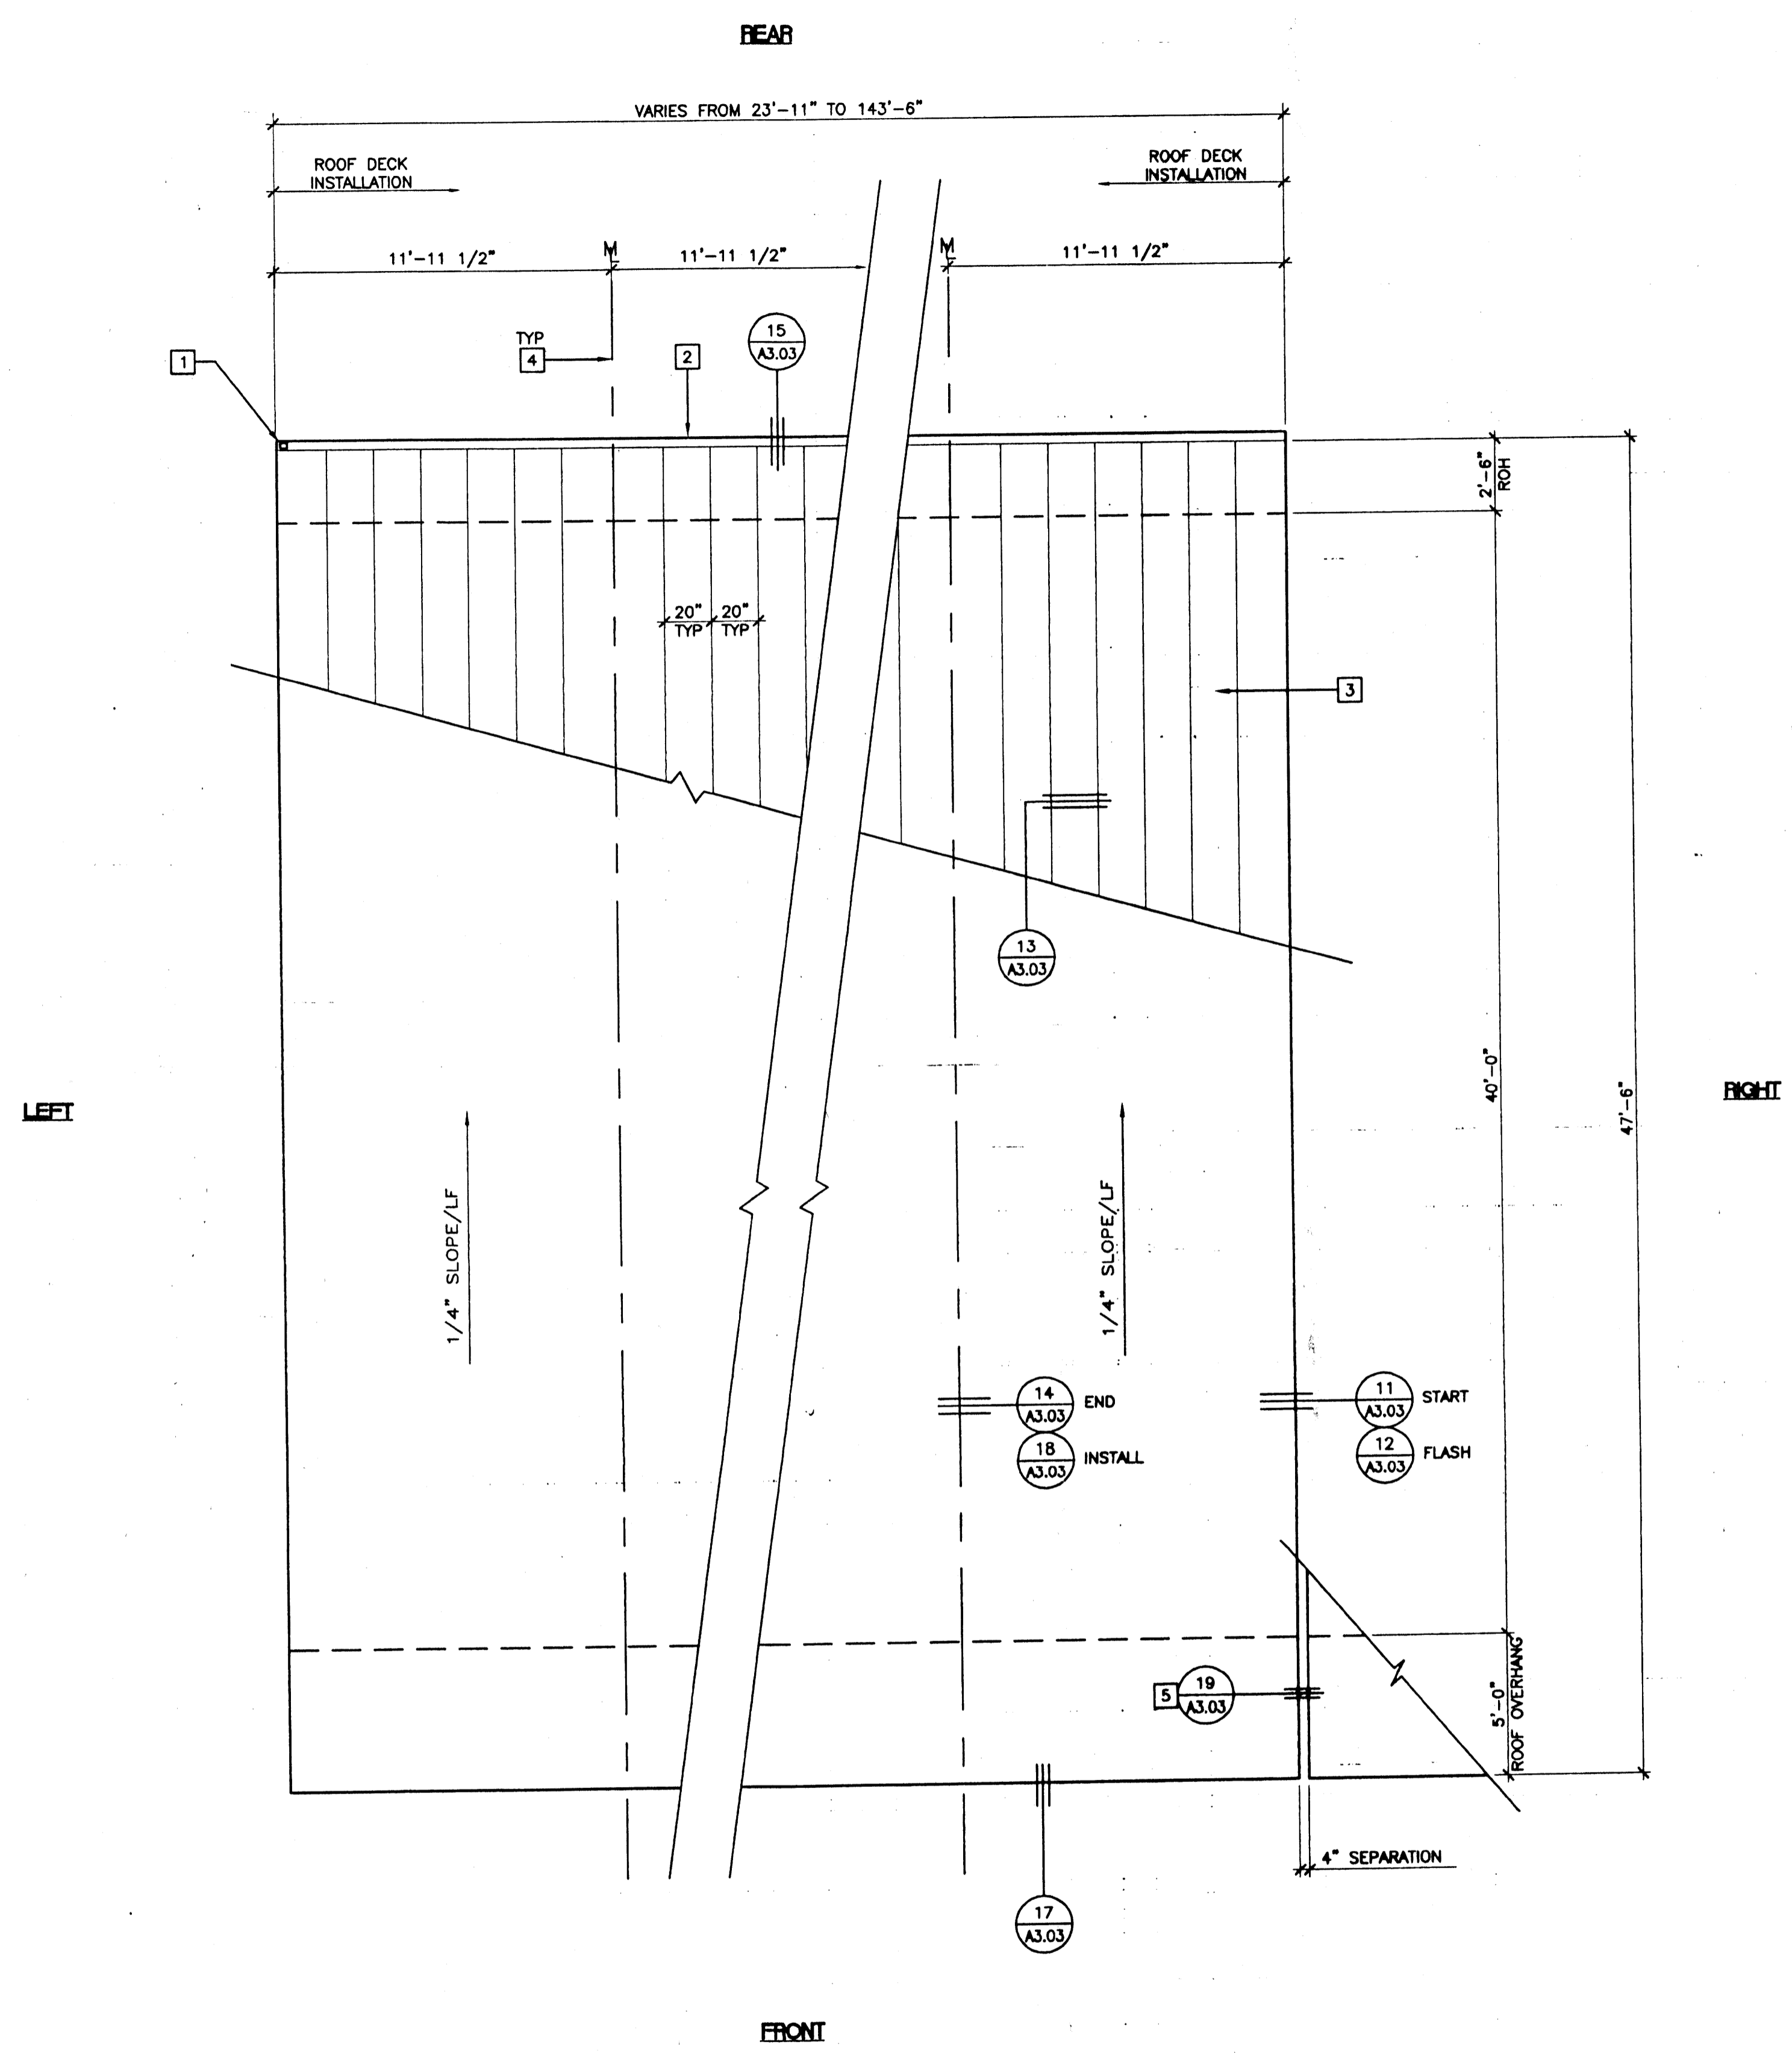 REAR
VARIES FROM 23'-11" TO 143'-6"
ROOF DECK
INSTALLATION
ROOF DECK
INSTALLATION
11'-11 1/2"
M
11'-11 1/2"
M
11'-11 1/2"
15
A3.03
TYP
4
2
1
2'-6"
ROH
20"
TYP
20"
TYP
3
13
A3.03
40'-0"
47'-6"
LEFT
RIGHT
1/4" SLOPE/LF
1/4" SLOPE/LF
14
A3.03
END
18
A3.03
INSTALL
11
A3.03
START
12
A3.03
FLASH
5
19
A3.03
5'-0"
ROOF OVERHANG
4" SEPARATION
17
A3.03
FRONT